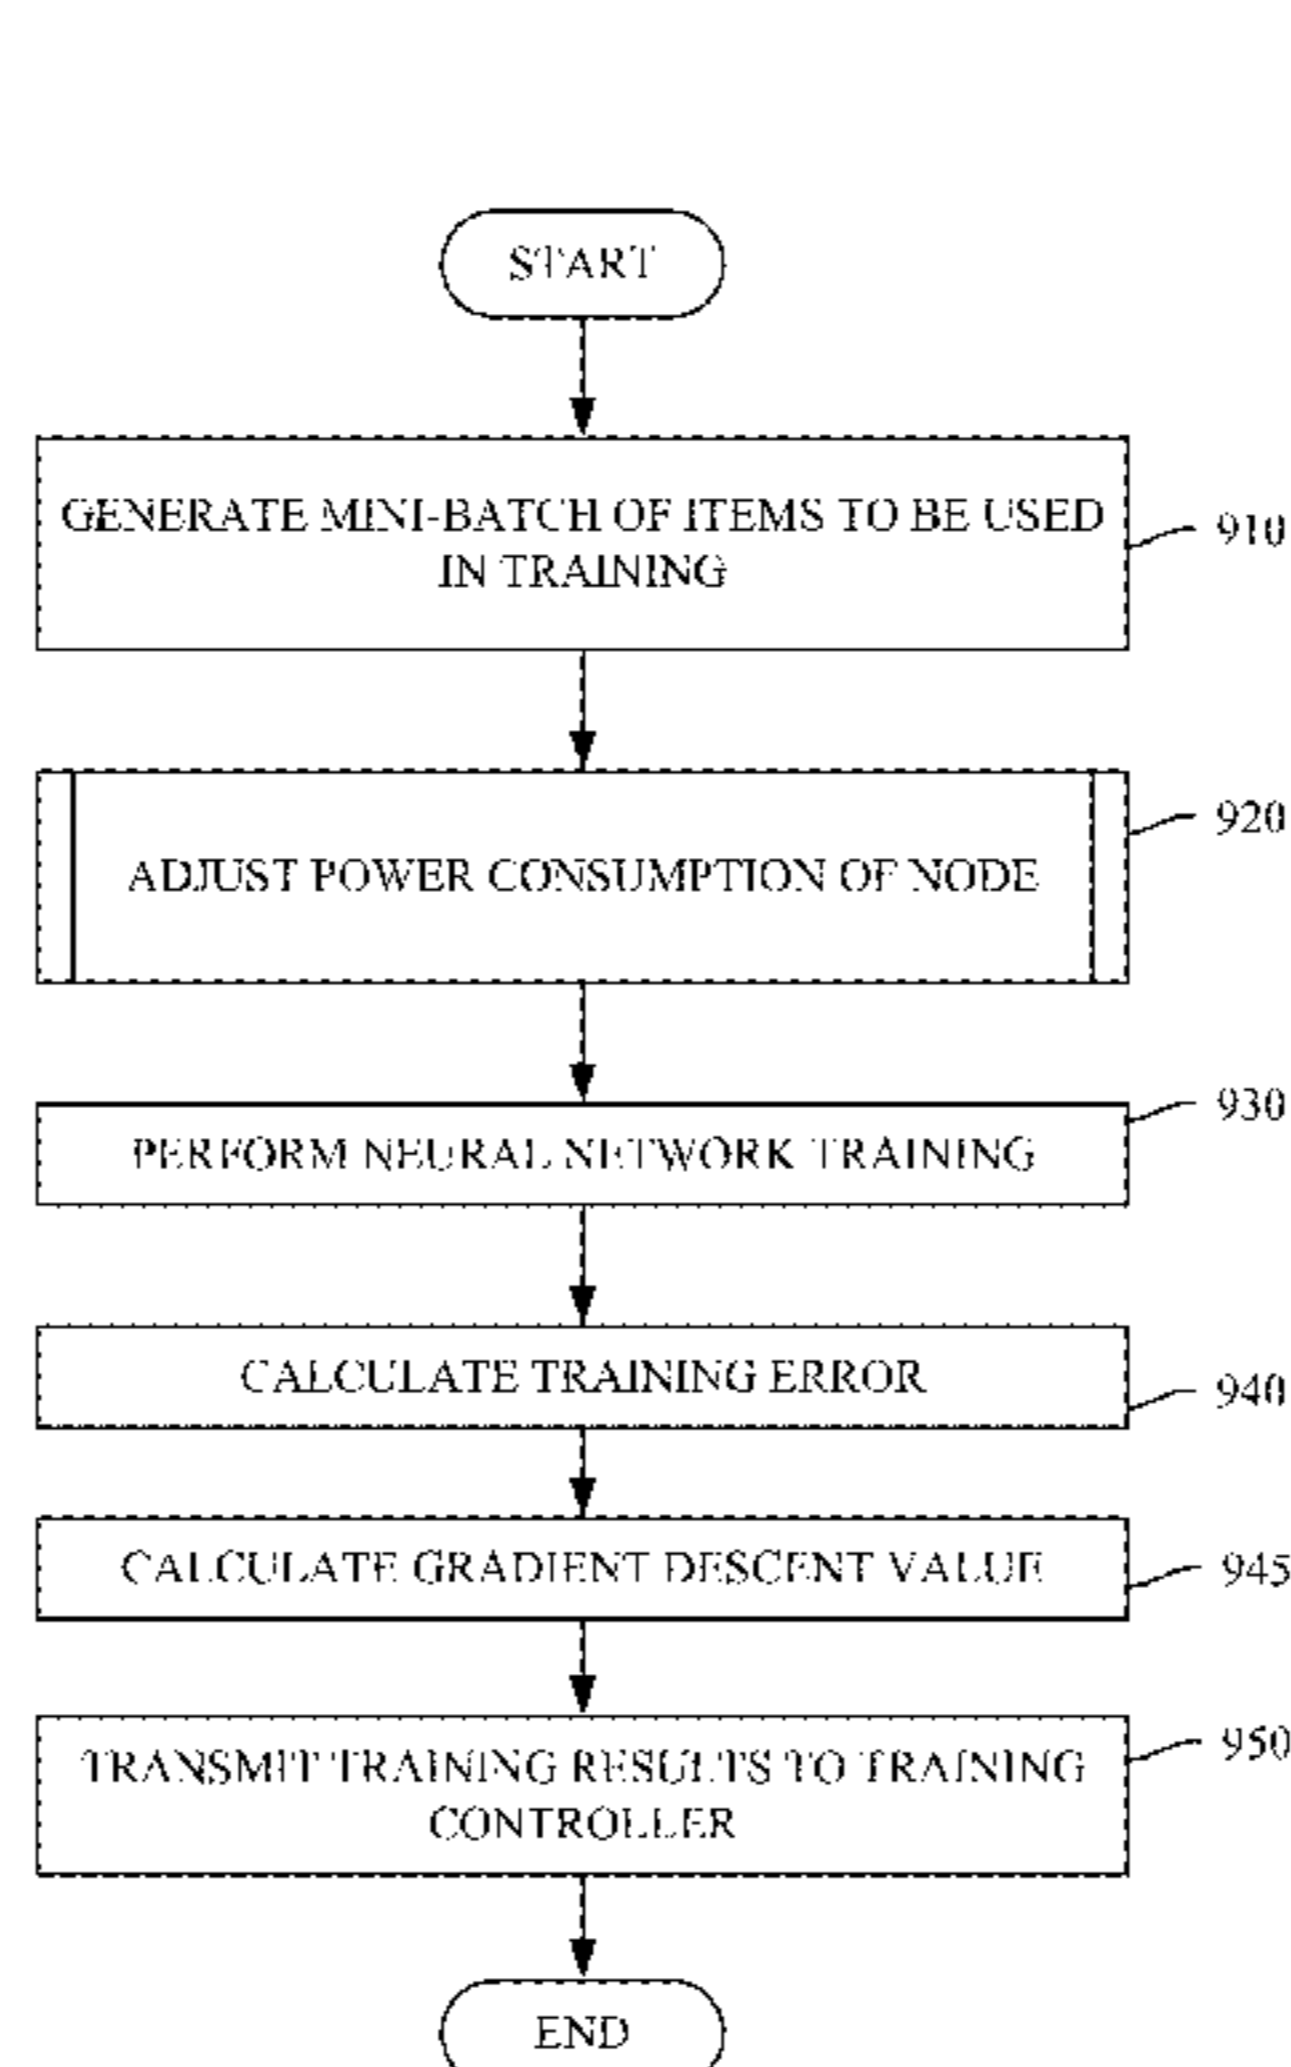 START
GENERATE MINI-BATCH OF ITEMS TO BE USED
IN TRAINING
910
ADJUST POWER CONSUMPTION OF NODE
920
PERFORM NEURAL NETWORK TRAINING
930
CALCULATE TRAINING ERROR
940
CALCULATE GRADIENT DESCENT VALUE
945
TRANSMIT TRAINING RESULTS TO TRAINING
CONTROLLER
950
END